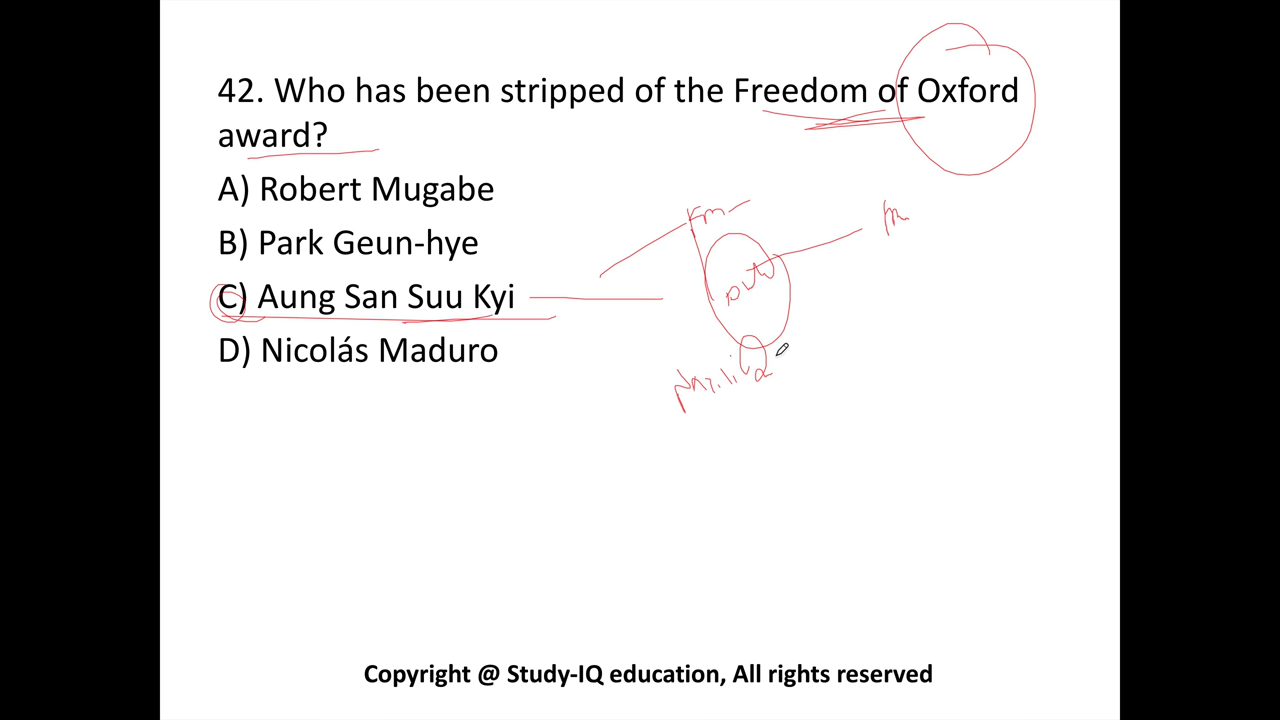 42. Who has been stripped of the Freedom of Oxford
award?
A) Robert Mugabe
B) Park Geun-hye
C) Aung San Suu Kyi
D) Nicolás Maduro
Copyright @ Study-IQ education, All rights reserved